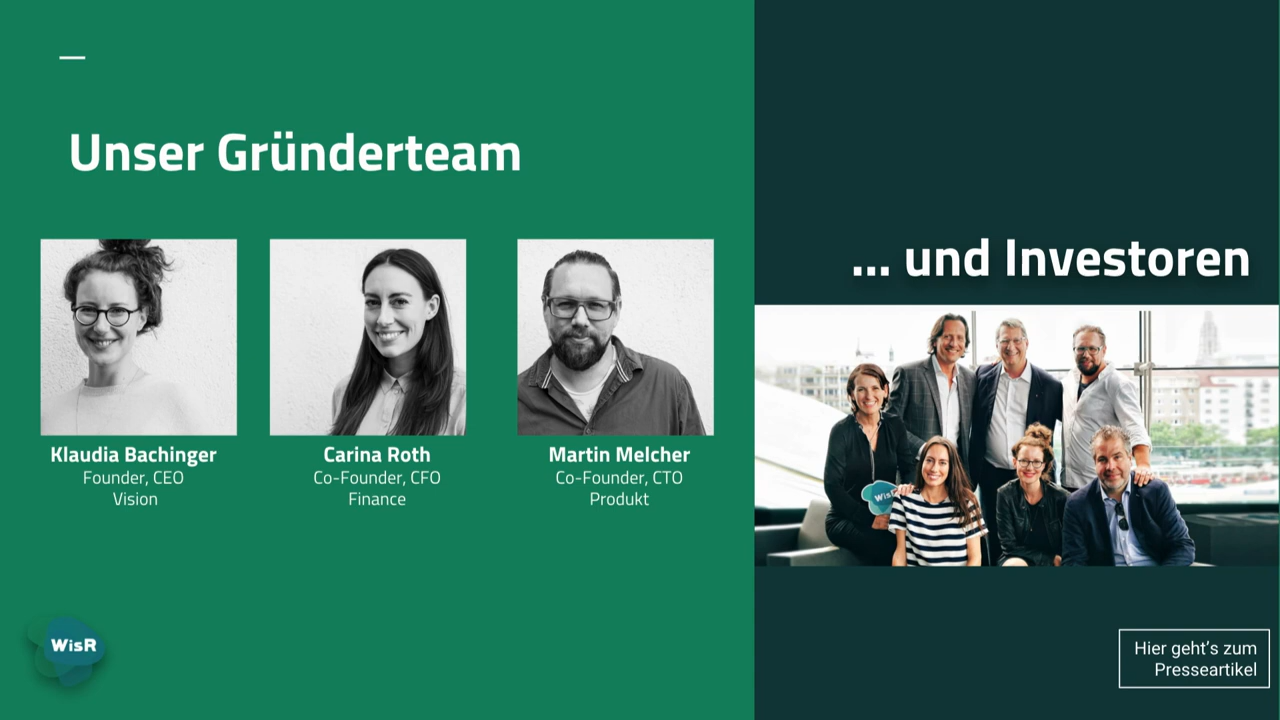 Unser Gründerteam
Klaudia Bachinger
Founder, CEO
Vision
Carina Roth
Co-Founder, CFO
Finance
Martin Melcher
Co-Founder, CTO
Produkt
WisR
... und Investoren
WisR
Hier geht's zum
Presseartikel